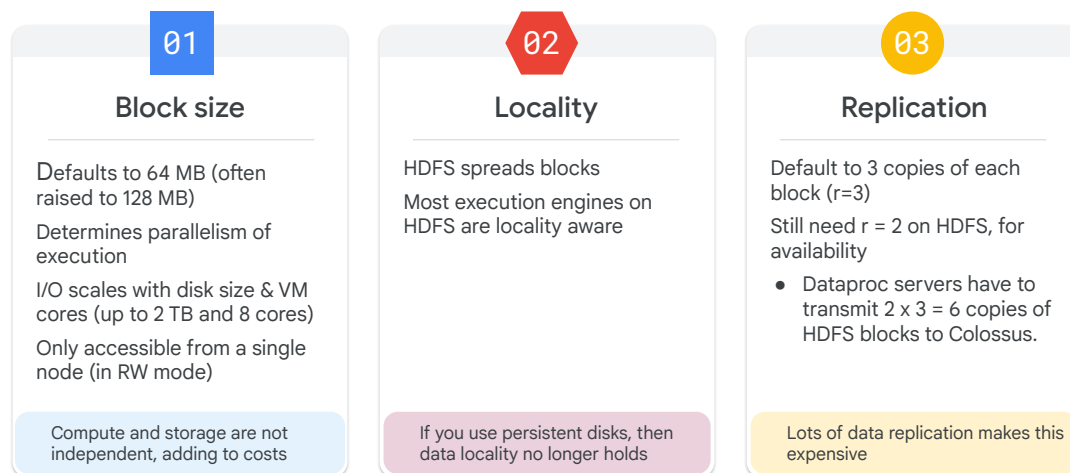 01
Block size
Defaults to 64 MB (often
raised to 128 MB)
Determines parallelism of
execution
I/O scales with disk size & VM
cores (up to 2 TB and 8 cores)
Only accessible from a single
node (in RW mode)
Compute and storage are not
independent, adding to costs
02
Locality
HDFS spreads blocks
Most execution engines on
HDFS are locality aware
If you use persistent disks, then
data locality no longer holds
03
Replication
Default to 3 copies of each
block (r=3)
Still need r = 2 on HDFS, for
availability
● Dataproc servers have to
transmit 2 x 3 = 6 copies of
HDFS blocks to Colossus.
Lots of data replication makes this
expensive